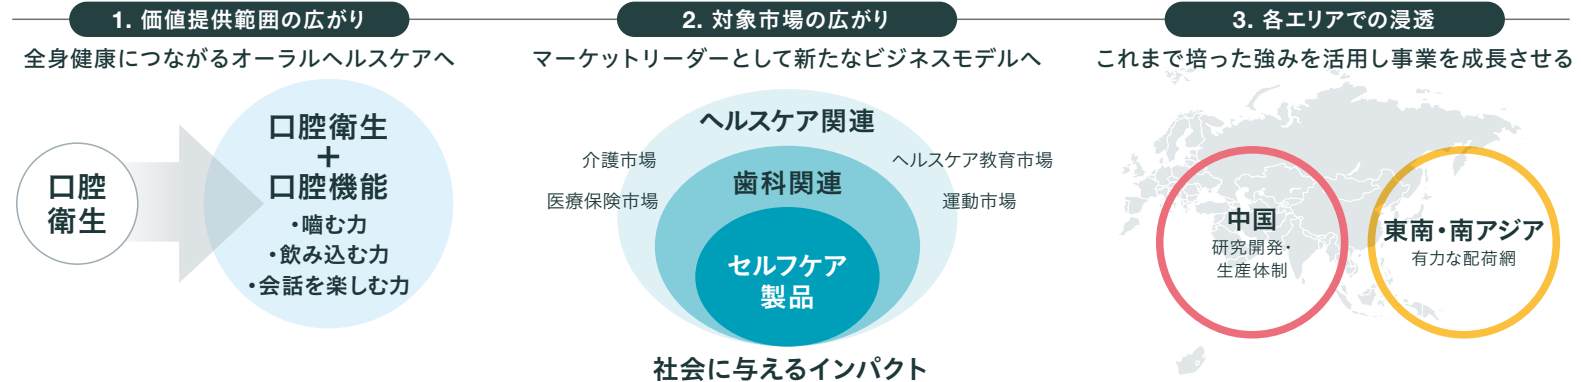 1. 価値提供範囲の広がり
全身健康につながるオーラルヘルスケアへ
口腔
衛生
口腔衛生
+
口腔機能
・嚙む力
・飲み込む力
・会話を楽しむ力
2. 対象市場の広がり
マーケットリーダーとして新たなビジネスモデルへ
ヘルスケア関連
介護市場
ヘルスケア教育市場
歯科関連
医療保険市場
運動市場
セルフケア
製品
社会に与えるインパクト
3. 各エリアでの浸透
これまで培った強みを活用し事業を成長させる
中国
研究開発・
生産体制
東南・南アジア
有力な配荷網